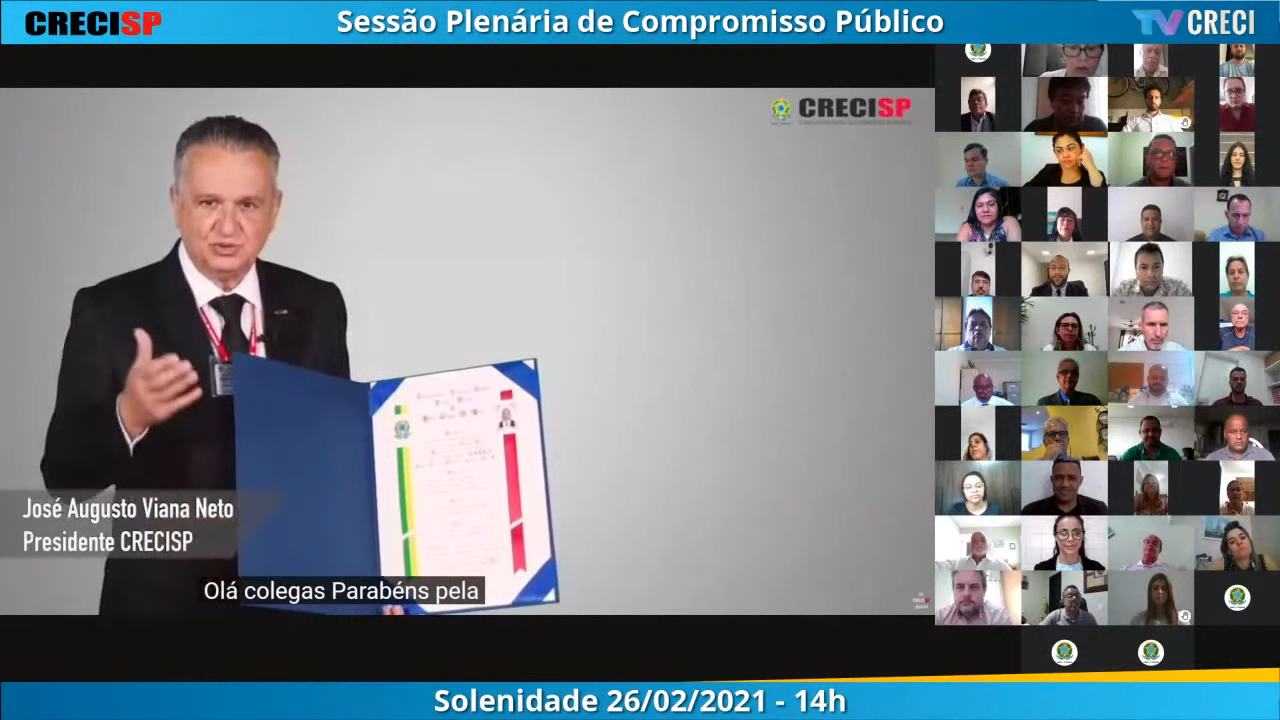 CRECISP
Sessão Plenária de Compromisso Público
TV CRECI
CRECISP
José Augusto Viana Neto
Presidente CRECISP
Olá colegas Parabéns pela
Solenidade 26/02/2021 - 14h